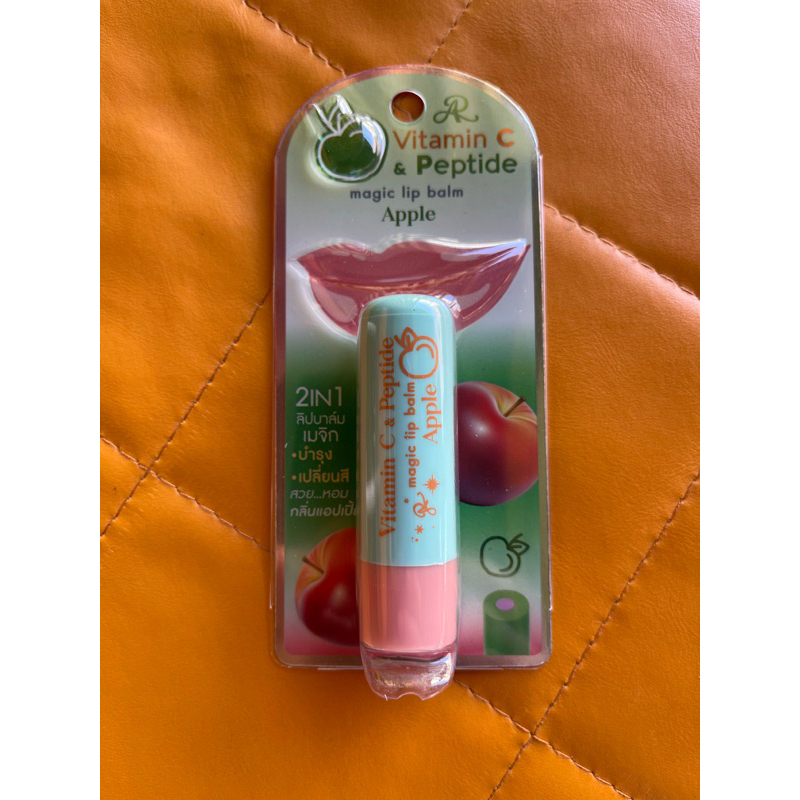 AR
Vitamin C
& Peptide
magic lip balm
Apple
2IN1
ลิปบาล์ม
เมจิก
•บำรุง
•เปลี่ยนสี
สวย...หอม
Vitamin C & Peptide
magic lip balm
Apple